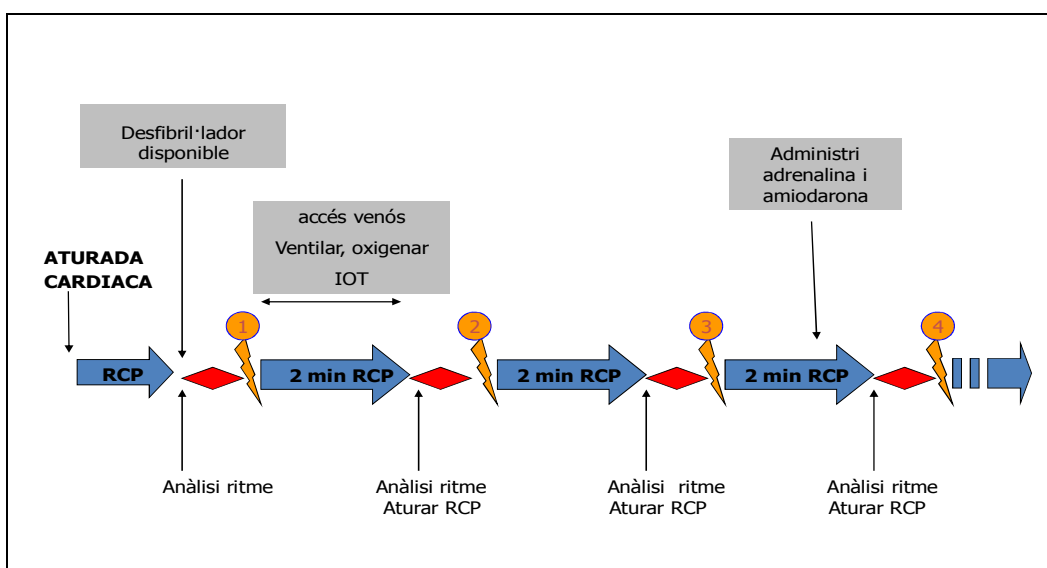 Desfibril·lador
disponible
Administri
adrenalina i
amiodarona
accés venós
Ventilar, oxigenar
IOT
ATURADA
CARDIACA
1
2
3
4
RCP
2 min RCP
2 min RCP
2 min RCP
Anàlisi ritme
Anàlisi ritme
Aturar RCP
Anàlisi ritme
Aturar RCP
Anàlisi ritme
Aturar RCP